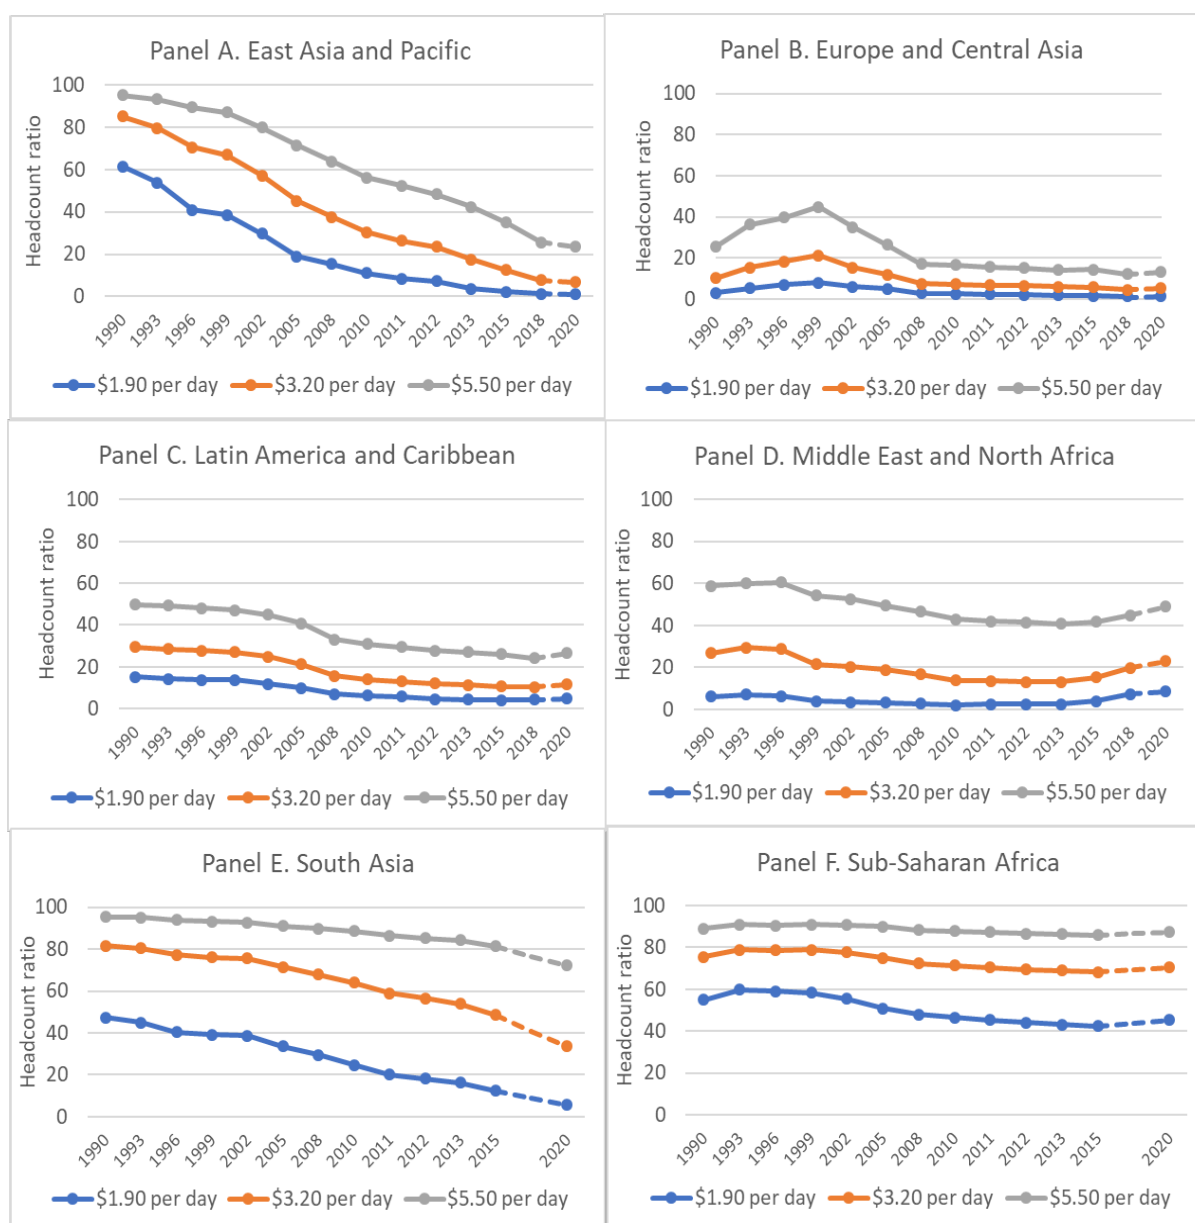 Panel A. East Asia and Pacific
Headcount ratio
100
80
60
40
20
0
1990 1993 1996 1999 2002 2005 2008 2010 2011 2012 2013 2015 2018 2020
$1.90 per day $3.20 per day $5.50 per day
Panel B. Europe and Central Asia
Headcount ratio
100
80
60
40
20
0
1990 1993 1996 1999 2002 2005 2008 2010 2011 2012 2013 2015 2018 2020
$1.90 per day $3.20 per day $5.50 per day
Panel C. Latin America and Caribbean
Headcount ratio
100
80
60
40
20
0
1990 1993 1996 1999 2002 2005 2008 2010 2011 2012 2013 2015 2018 2020
$1.90 per day $3.20 per day $5.50 per day
Panel D. Middle East and North Africa
Headcount ratio
100
80
60
40
20
0
1990 1993 1996 1999 2002 2005 2008 2010 2011 2012 2013 2015 2018 2020
$1.90 per day $3.20 per day $5.50 per day
Panel E. South Asia
Headcount ratio
100
80
60
40
20
0
1990 1993 1996 1999 2002 2005 2008 2010 2011 2012 2013 2015 2020
$1.90 per day $3.20 per day $5.50 per day
Panel F. Sub-Saharan Africa
Headcount ratio
100
80
60
40
20
0
1990 1993 1996 1999 2002 2005 2008 2010 2011 2012 2013 2015 2020
$1.90 per day $3.20 per day $5.50 per day